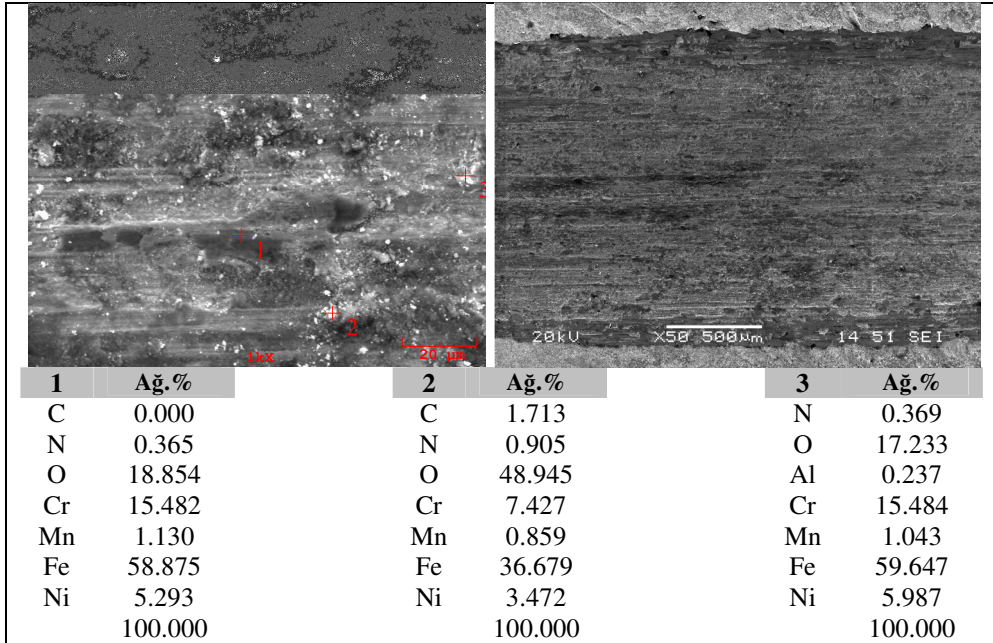 3
1
2
1kX
20 µm
20kV X50 500µm 14 51 SEI
1 Ağ.% 2 Ağ.% 3 Ağ.%
C 0.000 C 1.713 N 0.369
N 0.365 N 0.905 O 17.233
O 18.854 O 48.945 Al 0.237
Cr 15.482 Cr 7.427 Cr 15.484
Mn 1.130 Mn 0.859 Mn 1.043
Fe 58.875 Fe 36.679 Fe 59.647
Ni 5.293 Ni 3.472 Ni 5.987
100.000 100.000 100.000